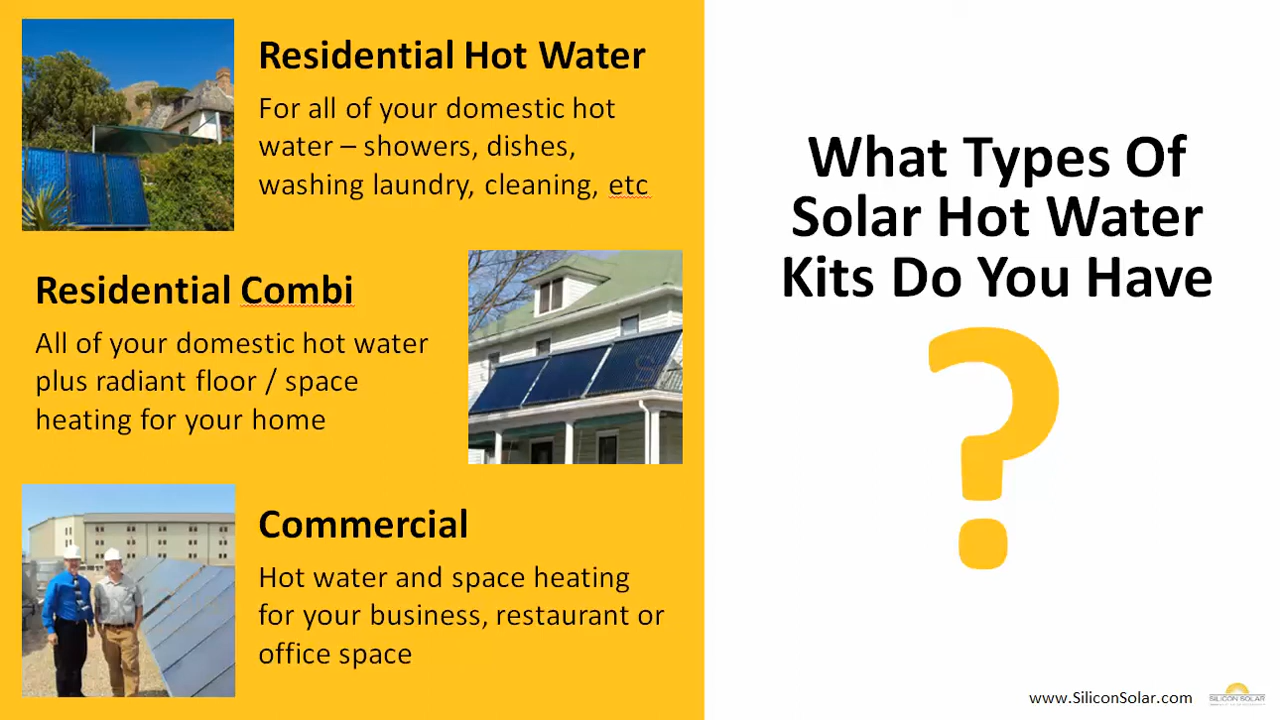 Residential Hot Water
For all of your domestic hot
water – showers, dishes,
washing laundry, cleaning, etc
Residential Combi
All of your domestic hot water
plus radiant floor / space
heating for your home
Commercial
Hot water and space heating
for your business, restaurant or
office space
What Types Of
Solar Hot Water
Kits Do You Have
?
www.SiliconSolar.com
SILICON SOLAR